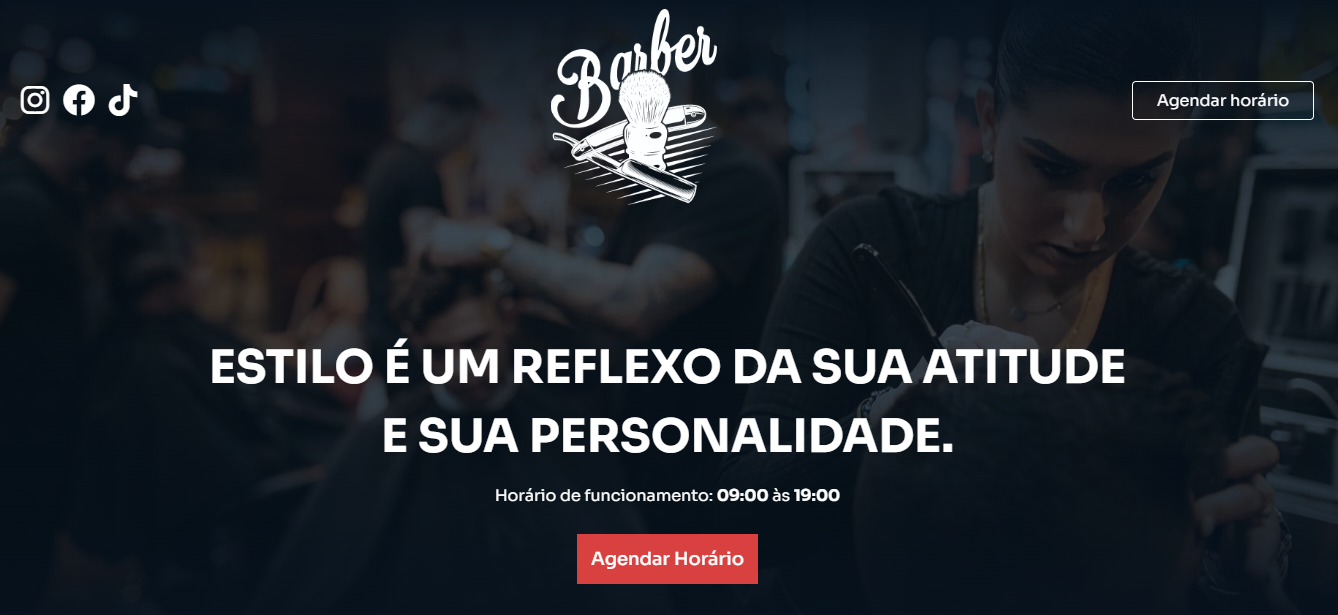 Barber
Agendar horário
ESTILO É UM REFLEXO DA SUA ATITUDE
E SUA PERSONALIDADE.
Horário de funcionamento: 09:00 às 19:00
Agendar Horário